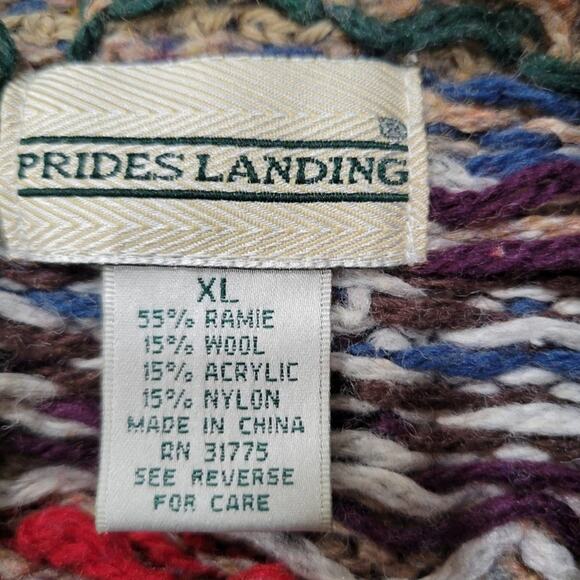 PRIDES LANDING
XL
55% RAMIE
15% WOOL
15% ACRYLIC
15% NYLON
MADE IN CHINA
RN 31775
SEE REVERSE
FOR CARE